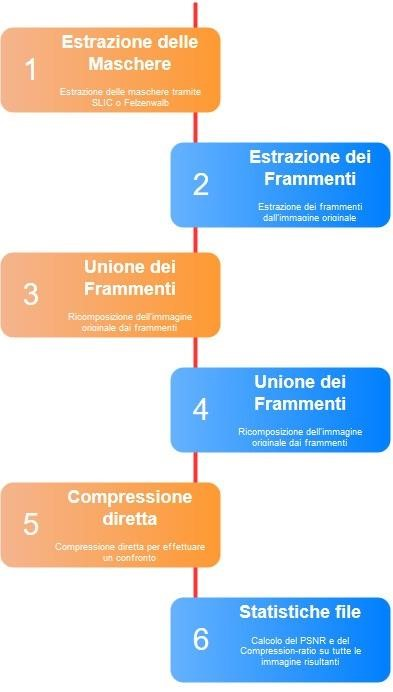 1
Estrazione delle
Maschere
Estrazione delle maschere tramite
SLIC o Felzenwalb
2
Estrazione dei
Frammenti
Estrazione dei frammenti
dall'immagine originale
3
Unione dei
Frammenti
Ricomposizione dell'immagine
originale dai frammenti
4
Unione dei
Frammenti
Ricomposizione dell'immagine
originale dai frammenti
5
Compressione
diretta
Compressione diretta per effettuare
un confronto
6
Statistiche file
Calcolo del PSNR e del
Compression-ratio su tutte le
immagine risultanti